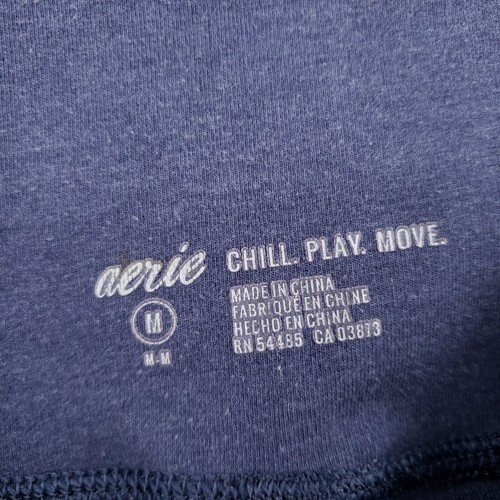 aerie CHILL. PLAY. MOVE.
M
M-M
MADE IN CHINA
FABRIQUÉ EN CHINE
HECHO EN CHINA
RN 54485 CA 03873